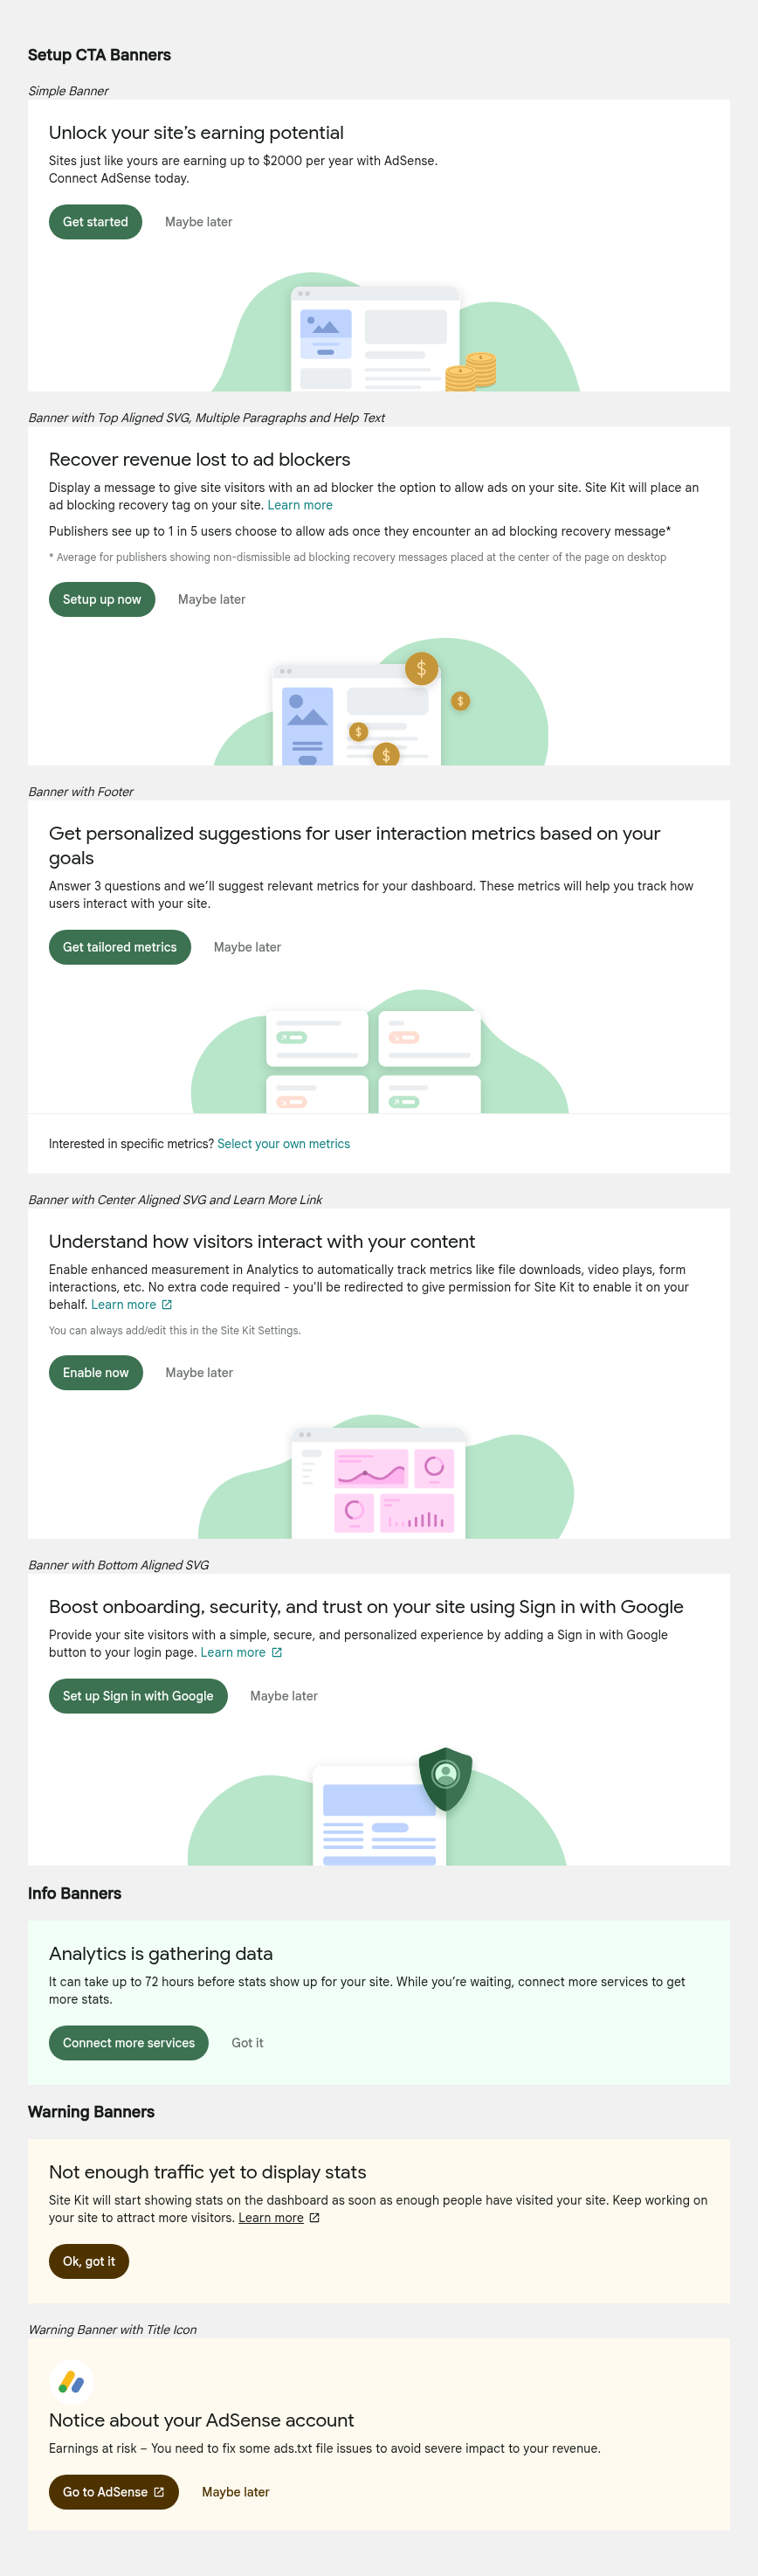 Setup CTA Banners
Simple Banner
Unlock your site’s earning potential
Sites just like yours are earning up to $2000 per year with AdSense.
Connect AdSense today.
Get started Maybe later
$
$
Banner with Top Aligned SVG, Multiple Paragraphs and Help Text
Recover revenue lost to ad blockers
Display a message to give site visitors with an ad blocker the option to allow ads on your site. Site Kit will place an
ad blocking recovery tag on your site. Learn more
Publishers see up to 1 in 5 users choose to allow ads once they encounter an ad blocking recovery message*
* Average for publishers showing non-dismissible ad blocking recovery messages placed at the center of the page on desktop
Setup up now Maybe later
$
$
$
$
Banner with Footer
Get personalized suggestions for user interaction metrics based on your
goals
Answer 3 questions and we’ll suggest relevant metrics for your dashboard. These metrics will help you track how
users interact with your site.
Get tailored metrics Maybe later
Interested in specific metrics? Select your own metrics
Banner with Center Aligned SVG and Learn More Link
Understand how visitors interact with your content
Enable enhanced measurement in Analytics to automatically track metrics like file downloads, video plays, form
interactions, etc. No extra code required - you'll be redirected to give permission for Site Kit to enable it on your
behalf. Learn more
You can always add/edit this in the Site Kit Settings.
Enable now Maybe later
Banner with Bottom Aligned SVG
Boost onboarding, security, and trust on your site using Sign in with Google
Provide your site visitors with a simple, secure, and personalized experience by adding a Sign in with Google
button to your login page. Learn more
Set up Sign in with Google Maybe later
Info Banners
Analytics is gathering data
It can take up to 72 hours before stats show up for your site. While you’re waiting, connect more services to get
more stats.
Connect more services Got it
Warning Banners
Not enough traffic yet to display stats
Site Kit will start showing stats on the dashboard as soon as enough people have visited your site. Keep working on
your site to attract more visitors. Learn more
Ok, got it
Warning Banner with Title Icon
Notice about your AdSense account
Earnings at risk – You need to fix some ads.txt file issues to avoid severe impact to your revenue.
Go to AdSense Maybe later